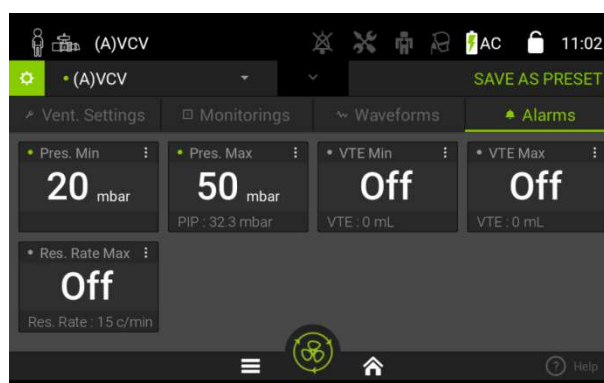 (A)VCV AC 11:02
• (A)VCV SAVE AS PRESET
Vent. Settings Monitorings Waveforms Alarms
• Pres. Min • Pres. Max • VTE Min • VTE Max
20 mbar 50 mbar Off Off
PIP : 32.3 mbar VTE : 0 mL VTE : 0 mL
• Res. Rate Max
Off
Res. Rate : 15 c/min
Help